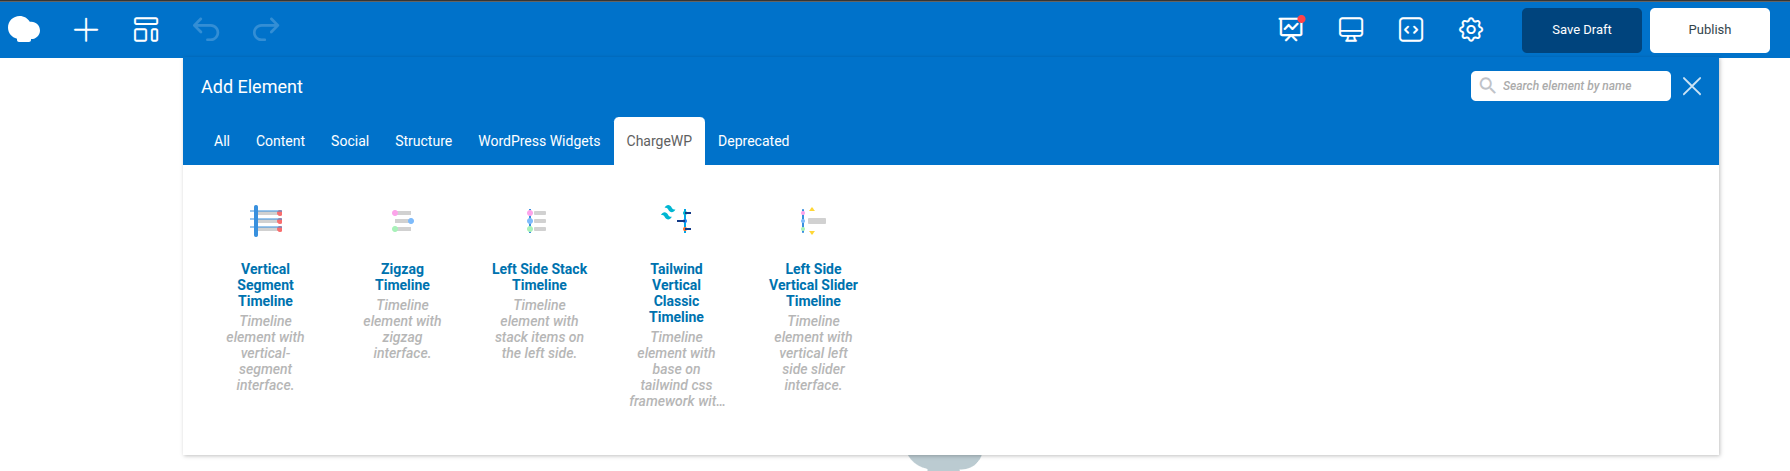 Save Draft
Publish
Add Element
Search element by name
All
Content
Social
Structure
WordPress Widgets
ChargeWP
Deprecated
Vertical
Segment
Timeline
Timeline
element with
vertical-
segment
interface.
Zigzag
Timeline
Timeline
element with
zigzag
interface.
Left Side Stack
Timeline
Timeline
element with
stack items on
the left side.
Tailwind
Vertical
Classic
Timeline
Timeline
element with
base on
tailwind css
framework wit...
Left Side
Vertical Slider
Timeline
Timeline
element with
vertical left
side slider
interface.